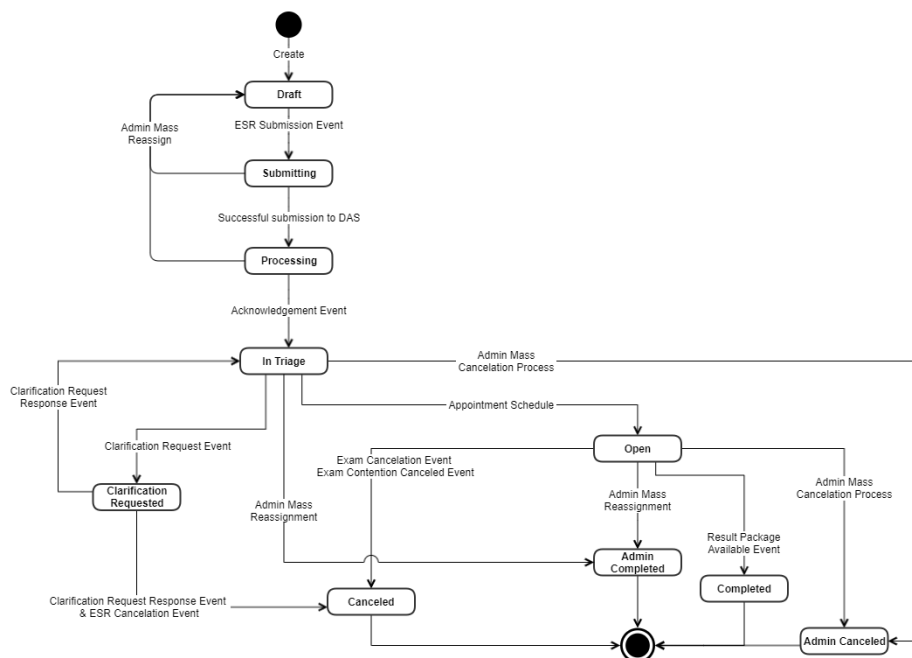 Create
Draft
Admin Mass
Reassign
ESR Submission Event
Submitting
Successful submission to DAS
Processing
Acknowledgement Event
In Triage
Admin Mass
Cancelation Process
Clarification Request
Response Event
Appointment Schedule
Clarification Request Event
Open
Exam Cancelation Event
Exam Contention Canceled Event
Clarification
Requested
Admin Mass
Reassignment
Admin Mass
Reassignment
Admin Mass
Cancelation Process
Result Package
Available Event
Admin
Completed
Completed
Clarification Request Response Event
& ESR Cancelation Event
Canceled
Admin Canceled